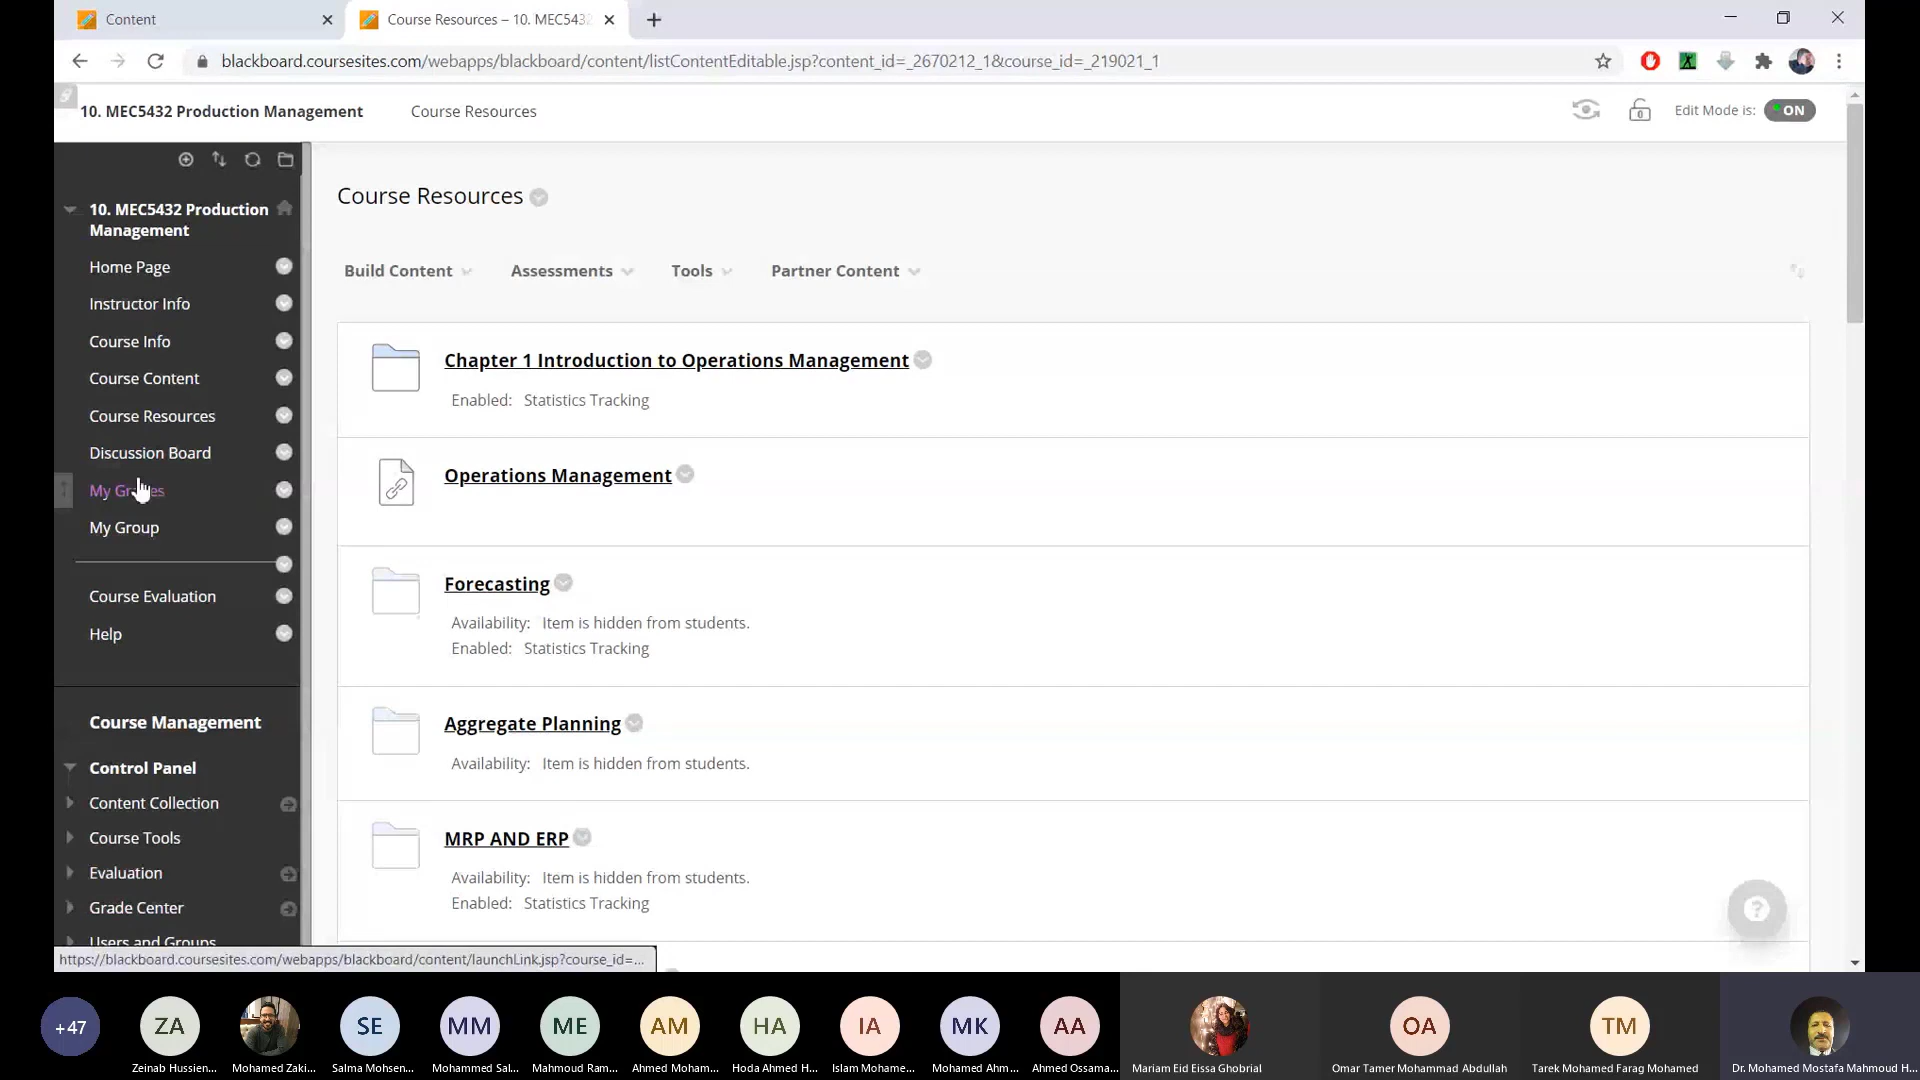 Content
Course Resources – 10. MEC543
blackboard.coursesites.com/webapps/blackboard/content/listContentEditable.jsp?content_id=_2670212_1&course_id=_219021_1
10. MEC5432 Production Management
Course Resources
Edit Mode is:
ON
10. MEC5432 Production
Management
Home Page
Instructor Info
Course Info
Course Content
Course Resources
Discussion Board
My Group
Course Evaluation
Help
Course Management
Control Panel
Content Collection
Course Tools
Evaluation
Grade Center
Users and Groups
Course Resources
Build Content
Assessments
Tools
Partner Content
Chapter 1 Introduction to Operations Management
Enabled: Statistics Tracking
Operations Management
Forecasting
Availability: Item is hidden from students.
Enabled: Statistics Tracking
Aggregate Planning
Availability: Item is hidden from students.
MRP AND ERP
Availability: Item is hidden from students.
Enabled: Statistics Tracking
https://blackboard.coursesites.com/webapps/blackboard/content/launchLink.jsp?course_id=...
+47
ZA
SE
MM
ME
AM
HA
IA
MK
AA
OA
TM
Zeinab Hussien...
Mohamed Zaki...
Salma Mohsen...
Mohammed Sal...
Mahmoud Ram...
Ahmed Moham...
Hoda Ahmed H...
Islam Mohame...
Mohamed Ahm...
Ahmed Ossama...
Mariam Eid Eissa Ghobrial
Omar Tamer Mohammad Abdullah
Tarek Mohamed Farag Mohamed
Dr. Mohamed Mostafa Mahmoud H...